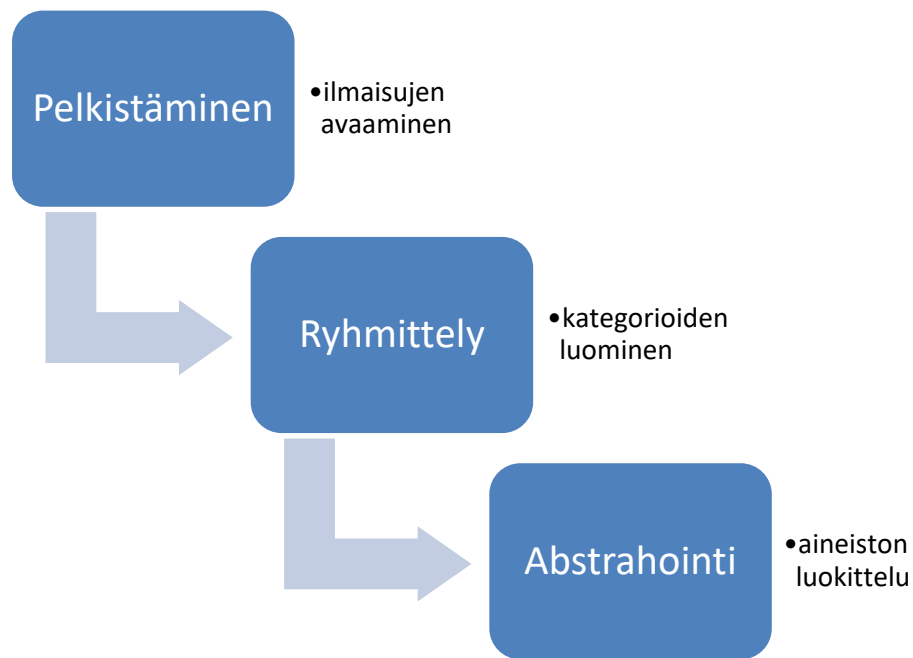 Pelkistäminen
•ilmaisujen
avaaminen
Ryhmittely
•kategorioiden
luominen
Abstrahointi
•aineiston
luokittelu